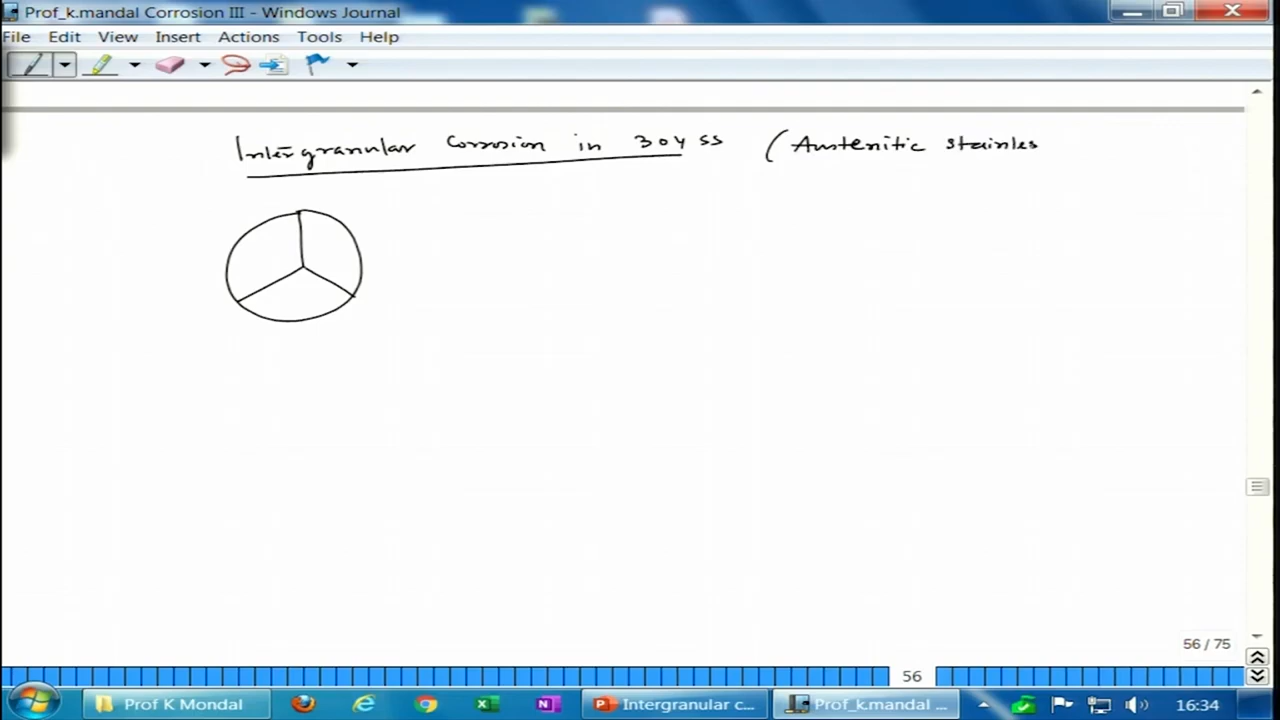 Prof_k.mandal Corrosion III - Windows Journal
File Edit View Insert Actions Tools Help
Intergranular Corrosion in 304 SS (Austenitic stainles
56 / 75
56
Prof K Mondal Intergranular c... Prof_k.mandal ... 16:34